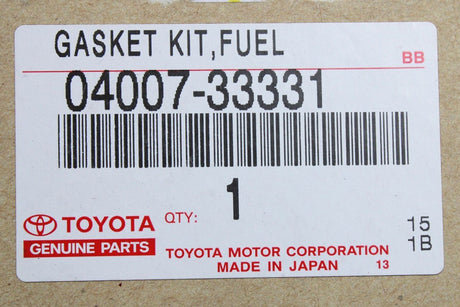 GASKET KIT,FUEL
BB
04007-33331
QTY: 1
TOYOTA
GENUINE PARTS
15
1B
TOYOTA MOTOR CORPORATION
MADE IN JAPAN 13